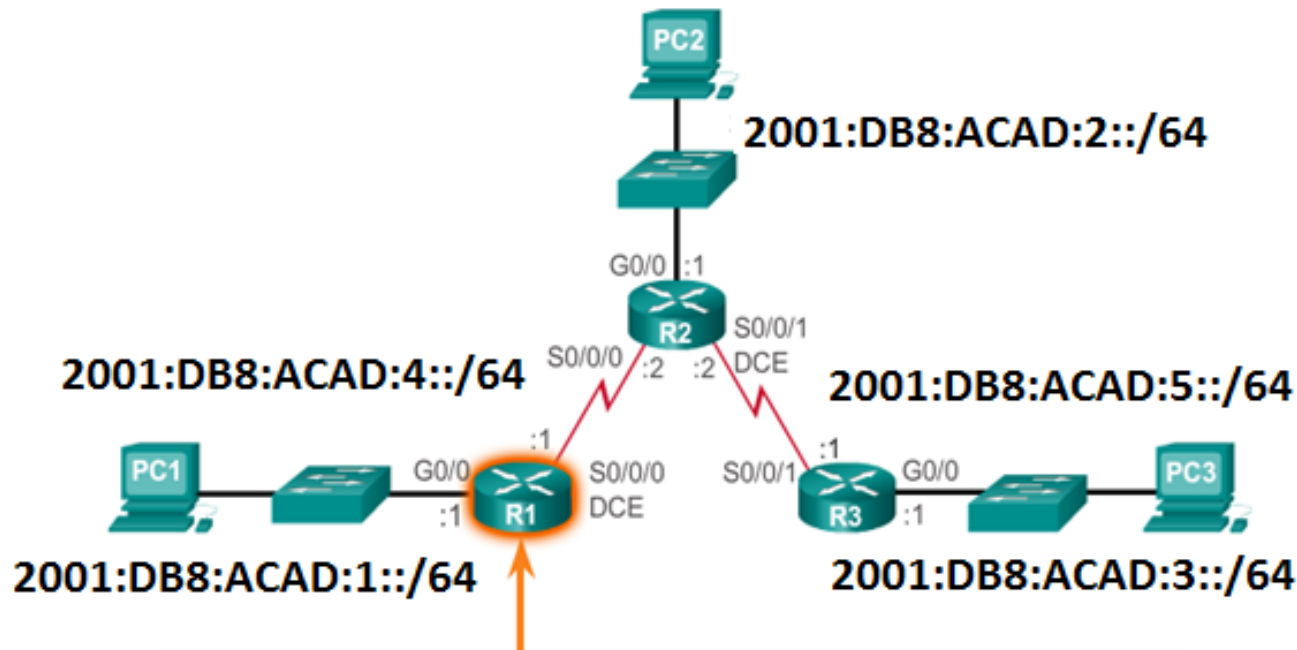 PC2
2001:DB8:ACAD:2::/64
G0/0 :1
R2
S0/0/1
DCE
S0/0/0
:2 :2
2001:DB8:ACAD:4::/64
2001:DB8:ACAD:5::/64
:1
:1
PC1
G0/0
S0/0/0
DCE
:1
R1
S0/0/1
G0/0
PC3
R3
:1
2001:DB8:ACAD:1::/64
2001:DB8:ACAD:3::/64